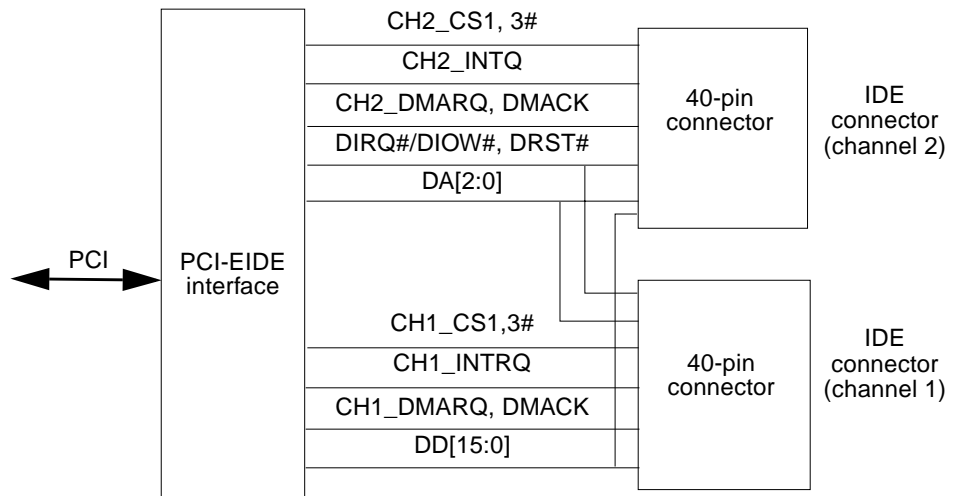 CH2_CS1, 3#
CH2_INTQ
CH2_DMARQ, DMACK
DIRQ#/DIOW#, DRST#
DA[2:0]
40-pin
connector
IDE
connector
(channel 2)
PCI
PCI-EIDE
interface
CH1_CS1,3#
CH1_INTRQ
CH1_DMARQ, DMACK
DD[15:0]
40-pin
connector
IDE
connector
(channel 1)